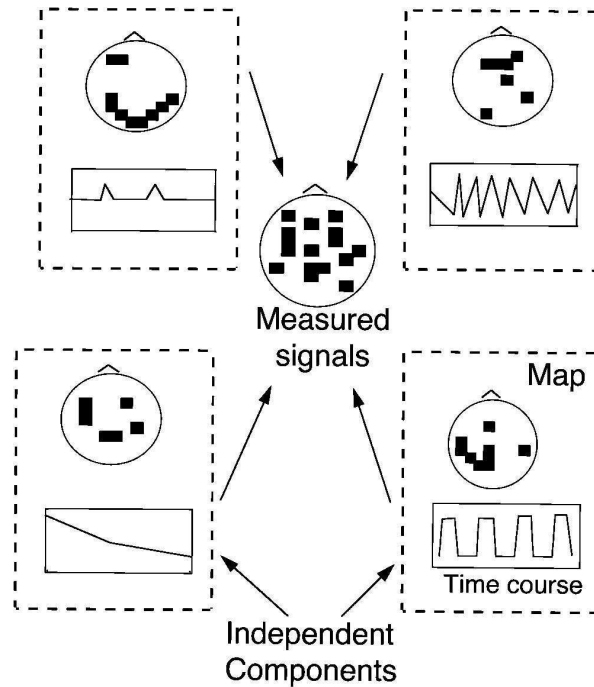 Measured
signals
Map
Time course
Independent
Components